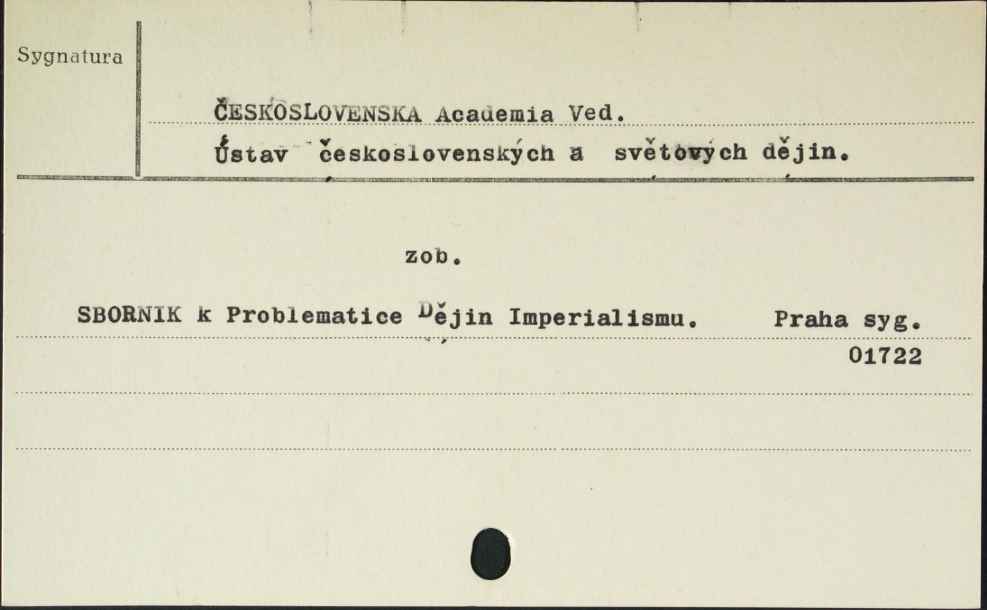 Sygnatura
ČESKOSLOVENSKA Academia Ved.
Ústav československých a světových dějin.
zob.
SBORNIK k Problematice Dějin Imperialismu. Praha syg.
01722